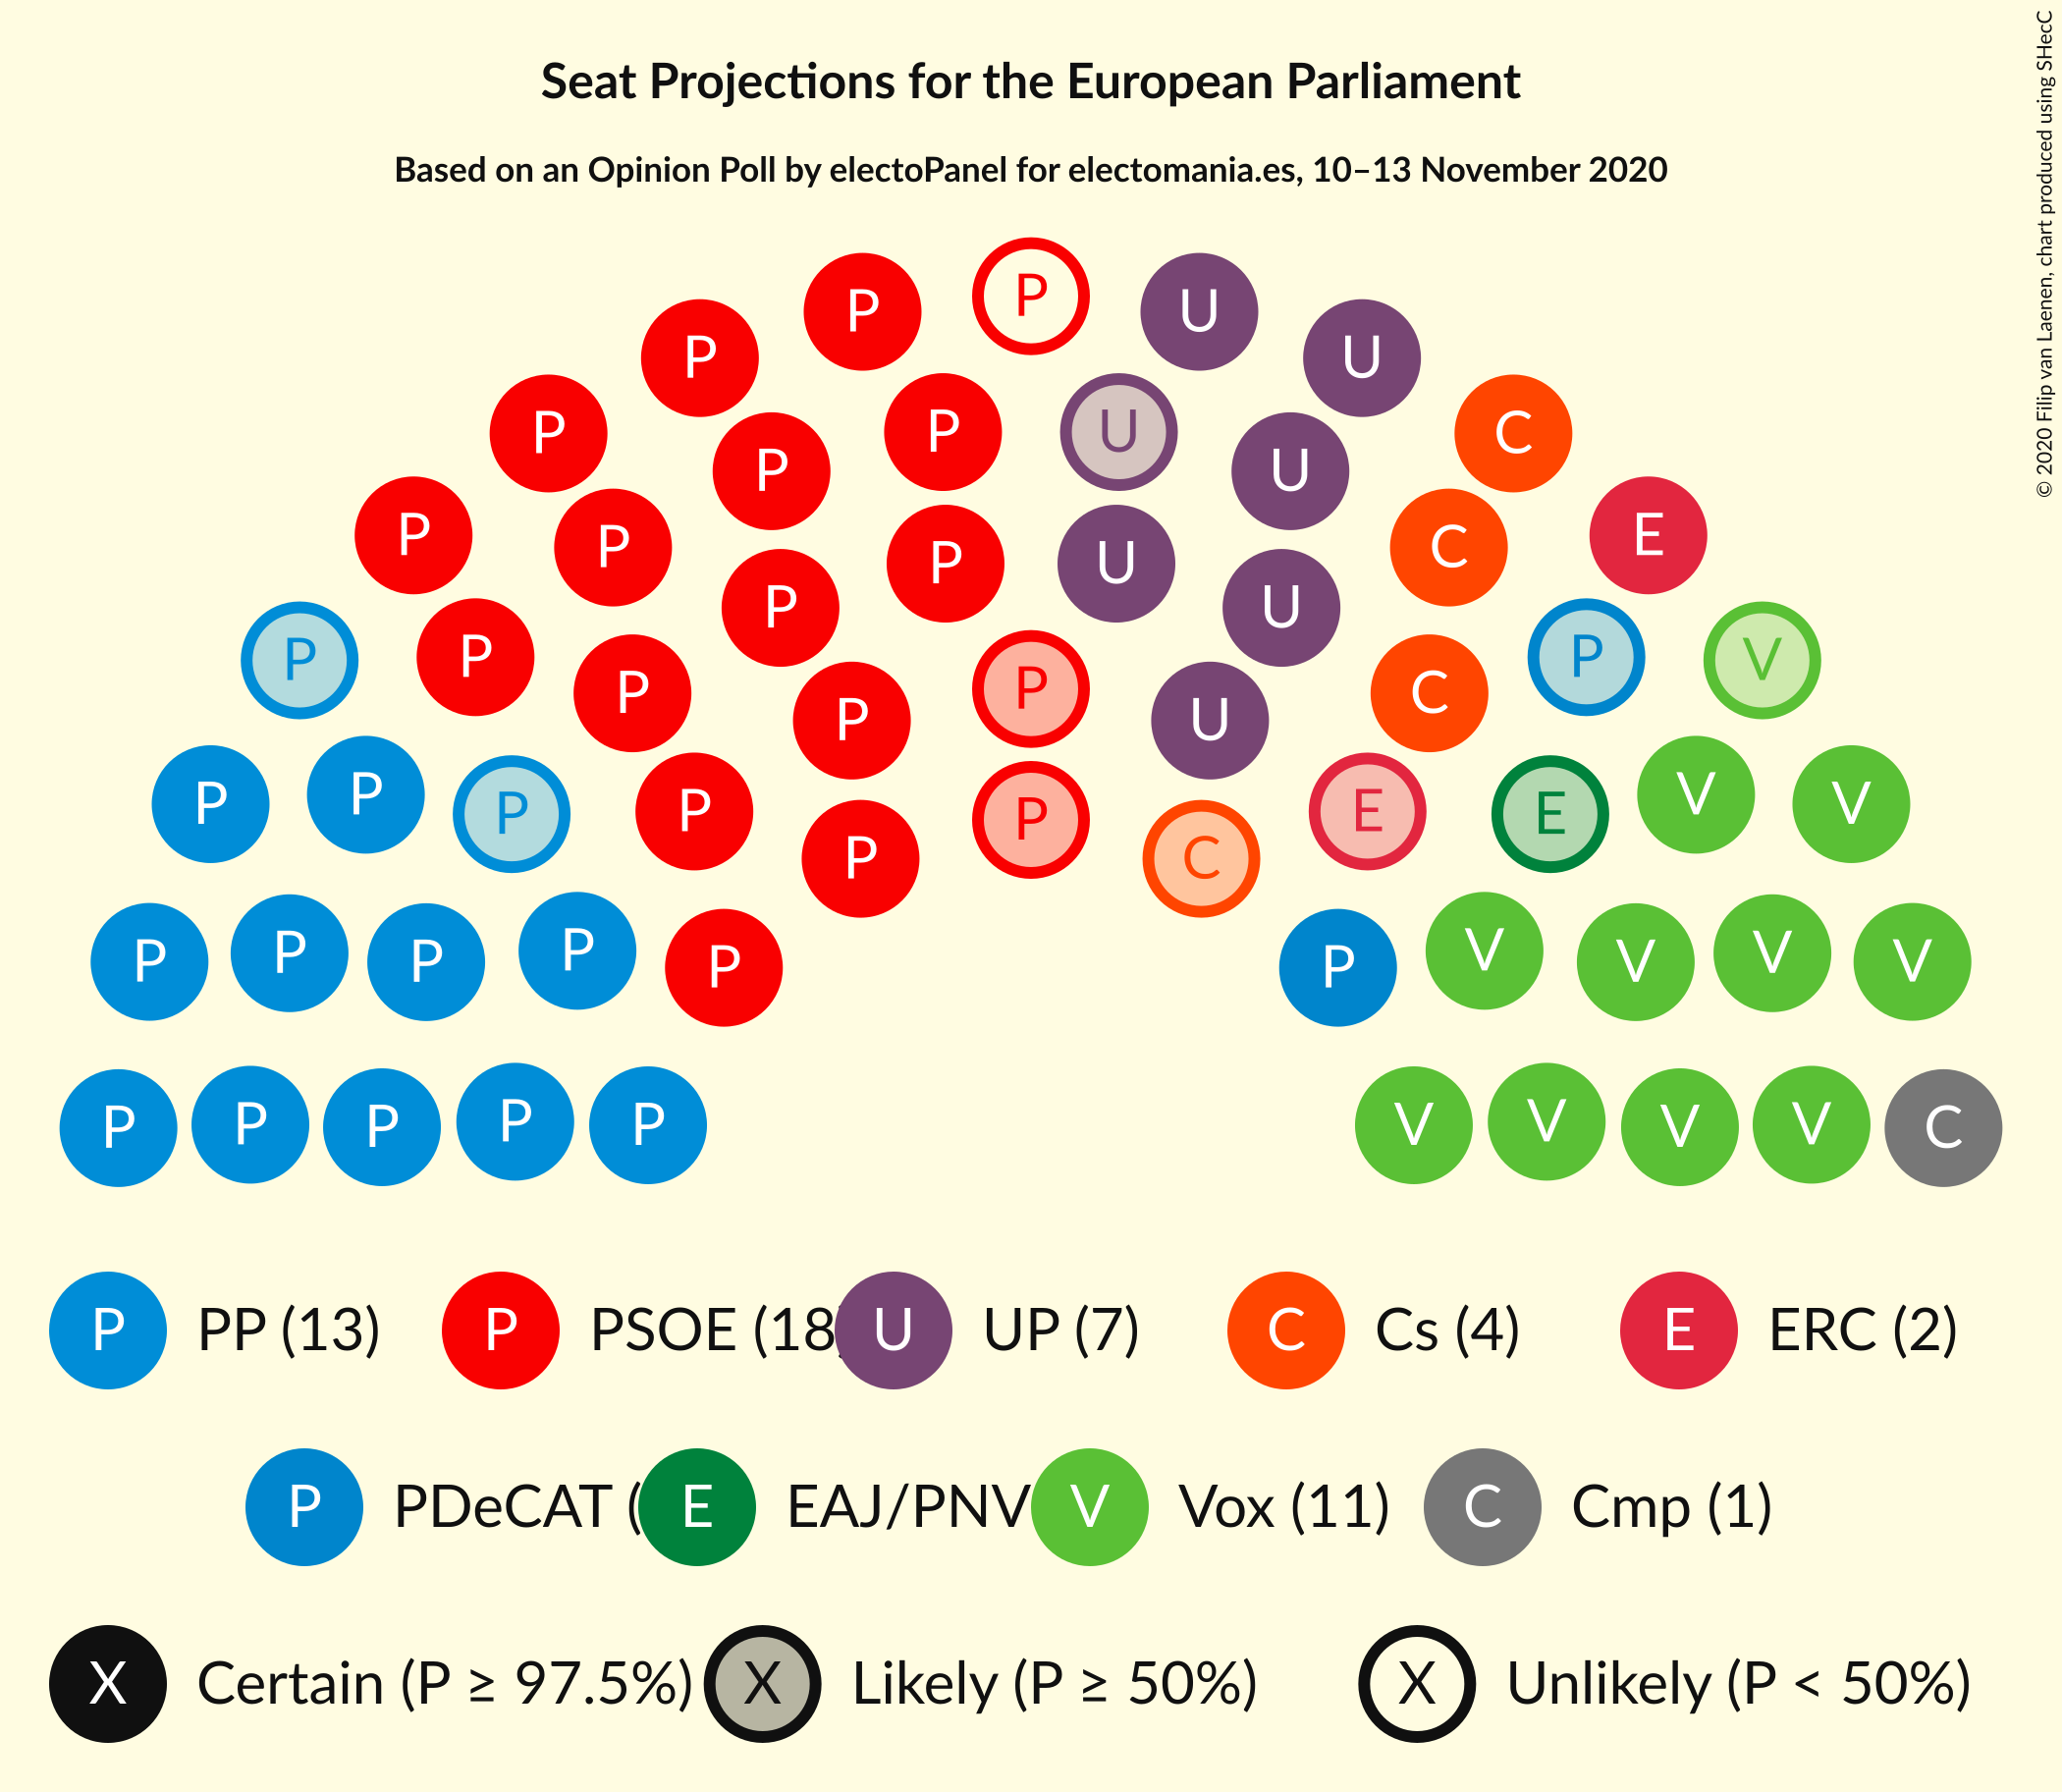 Seat Projections for the European Parliament
Based on an Opinion Poll by electoPanel for electomania.es, 10–13 November 2020
© 2020 Filip van Laenen, chart produced using SHecC
P
P U
P U
P P U C
P U
P E
P C
P U
P U
P P P V
P P C
P U
P P V V
P P P E E
P C
P P P P P P V V V V
P P P P P V V V V C
P PP (13) P PSOE (18 U UP (7) C Cs (4) E ERC (2)
P PDeCAT ( E EAJ/PNV V Vox (11) C Cmp (1)
X Certain (P ≥ 97.5%) X Likely (P ≥ 50%) X Unlikely (P < 50%)